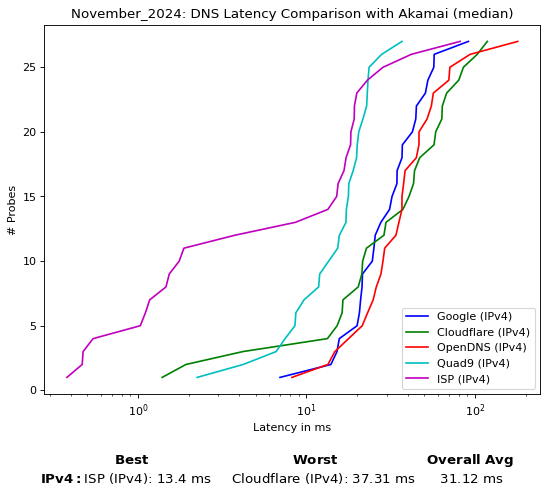 November_2024: DNS Latency Comparison with Akamai (median)
# Probes
25
20
15
10
5
0
Google (IPv4)
Cloudflare (IPv4)
OpenDNS (IPv4)
Quad9 (IPv4)
ISP (IPv4)
10⁰ 10¹ 10²
Latency in ms
Best Worst Overall Avg
IPv4: ISP (IPv4): 13.4 ms Cloudflare (IPv4): 37.31 ms 31.12 ms